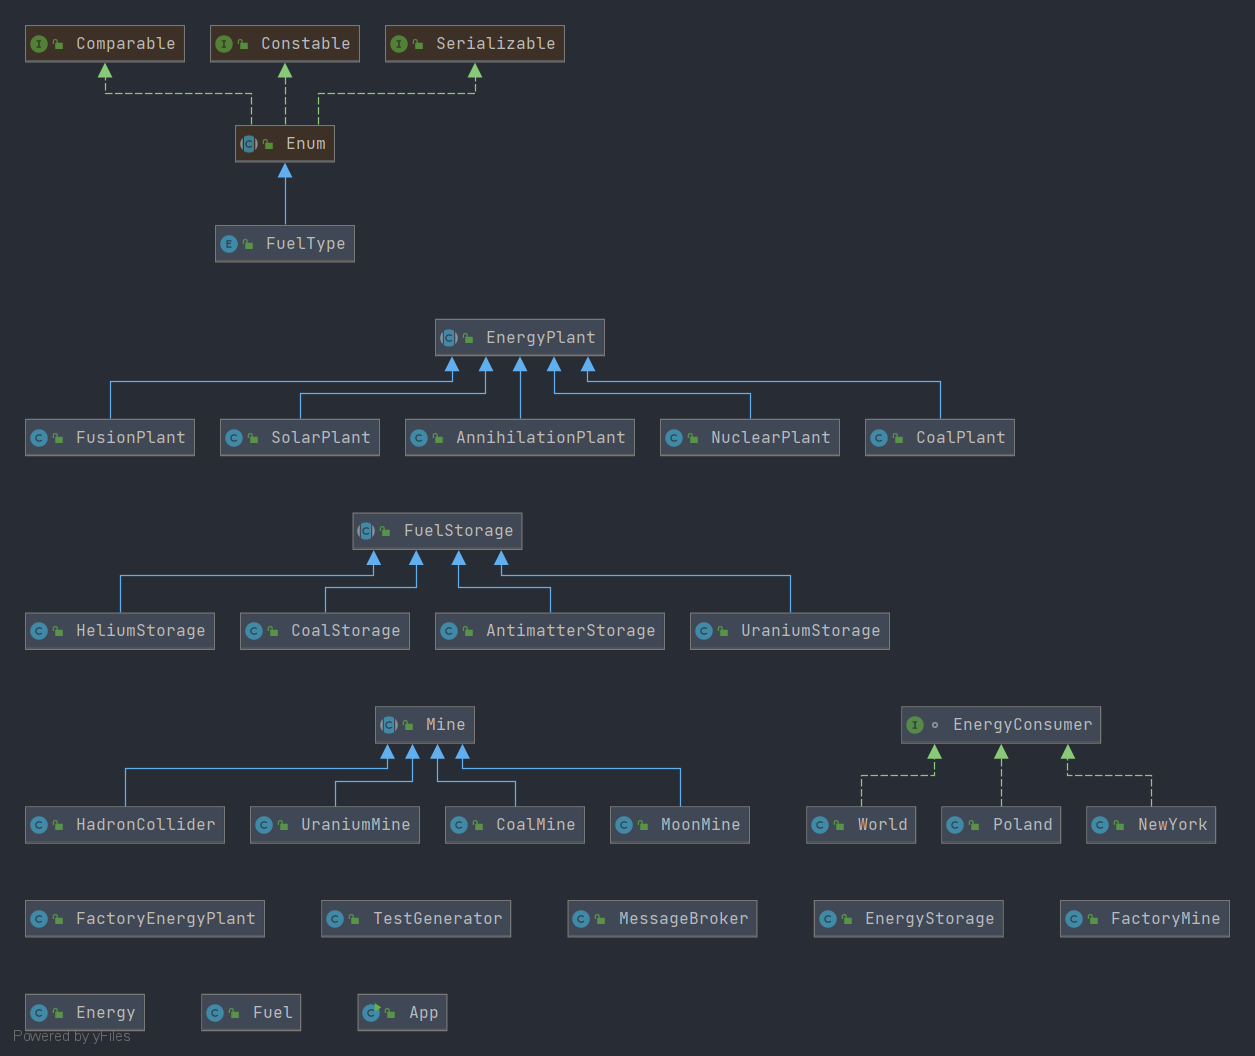 Comparable
Constable
Serializable
Enum
FuelType
EnergyPlant
FusionPlant
SolarPlant
AnnihilationPlant
NuclearPlant
CoalPlant
FuelStorage
HeliumStorage
CoalStorage
AntimatterStorage
UraniumStorage
Mine
EnergyConsumer
HadronCollider
UraniumMine
CoalMine
MoonMine
World
Poland
NewYork
FactoryEnergyPlant
TestGenerator
MessageBroker
EnergyStorage
FactoryMine
Energy
Fuel
App
Powered by yFiles